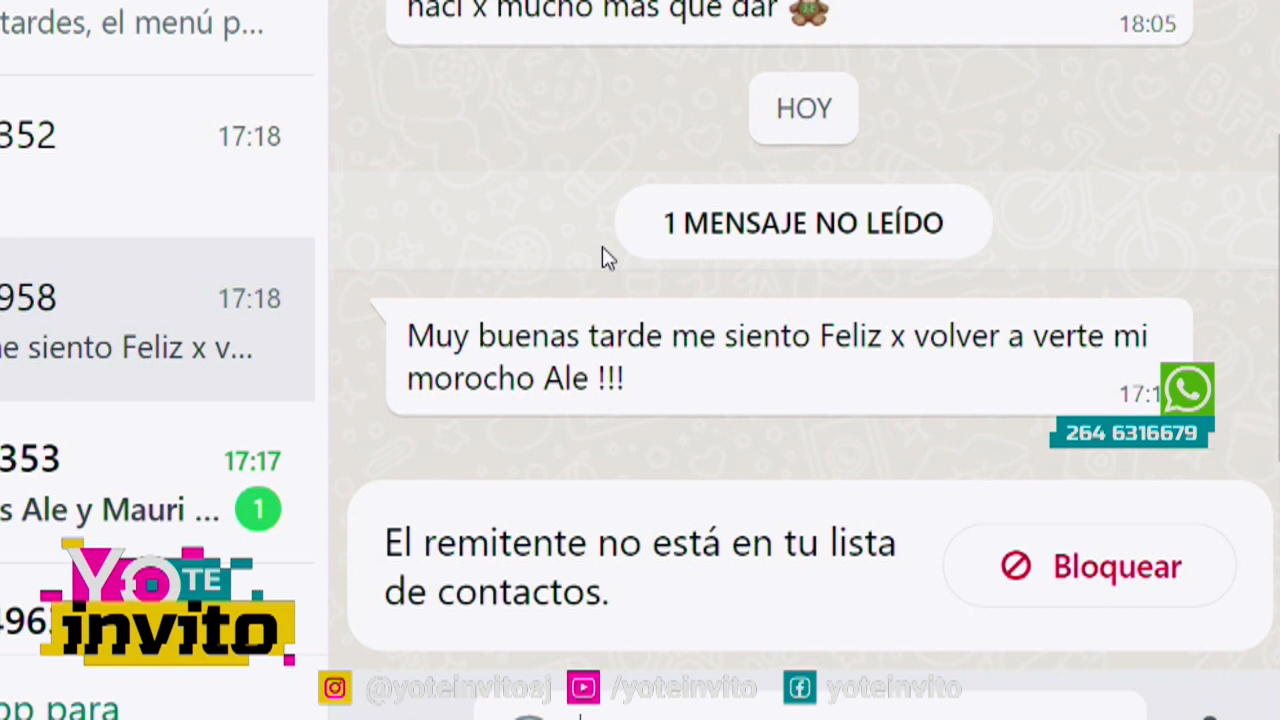 tardes, el menú p...
352
17:18
958
17:18
e siento Feliz x v...
353
17:17
s Ale y Mauri ...
1
496
pp para
nací x mucho más que dar
18:05
HOY
1 MENSAJE NO LEÍDO
Muy buenas tarde me siento Feliz x volver a verte mi
morocho Ale !!!
17:1
264 6316679
El remitente no está en tu lista
de contactos.
Bloquear
YO TE
invito
@yoteinvitosj
/yoteinvito
yoteinvito